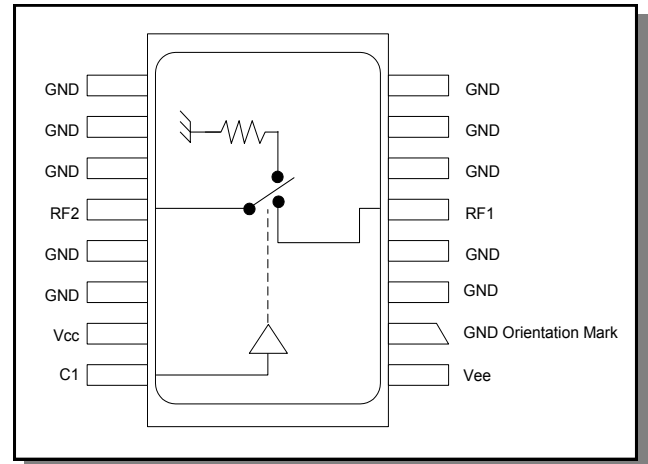 GND
GND
GND
RF2
GND
GND
Vcc
C1
GND
GND
GND
RF1
GND
GND
GND Orientation Mark
Vee